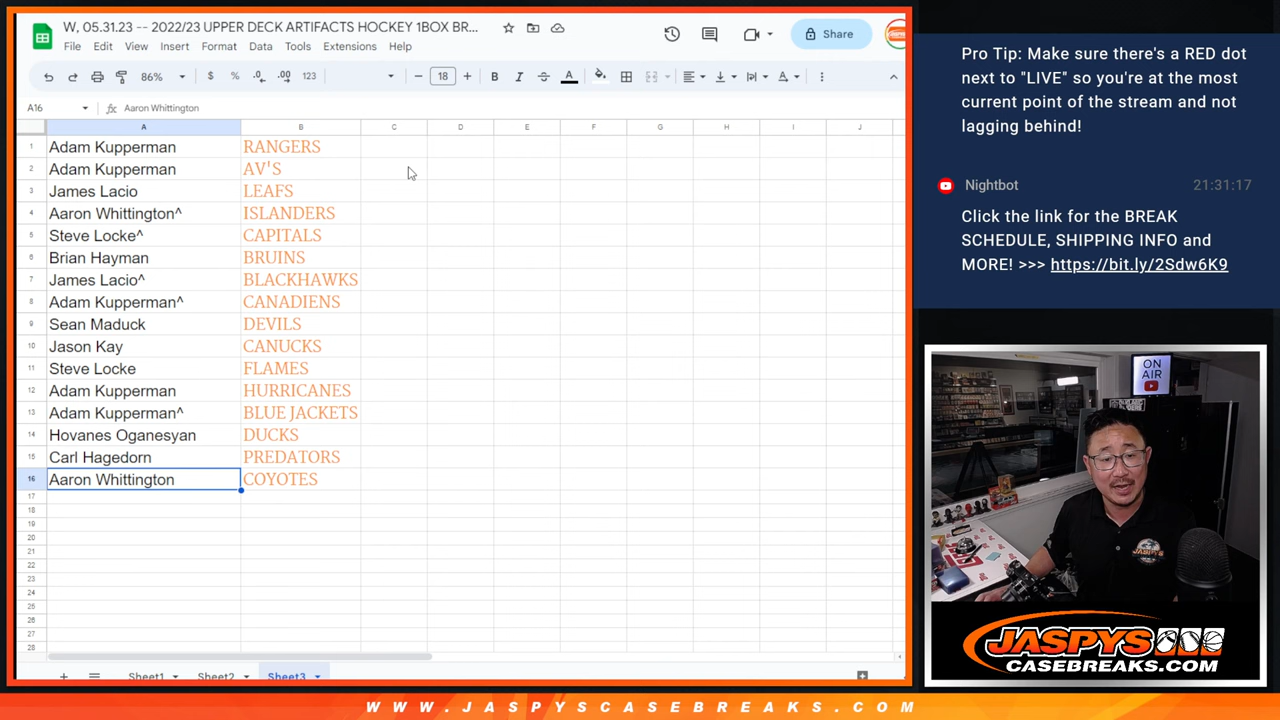 W, 05.31.23 -- 2022/23 UPPER DECK ARTIFACTS HOCKEY 1BOX BR...
File Edit View Insert Format Data Tools Extensions Help
Share
86%
$ % .0 .00 123
18
B I A
A16
fx Aaron Whittington
A B C D E F G H I J
1 Adam Kupperman RANGERS
2 Adam Kupperman AV'S
3 James Lacio LEAFS
4 Aaron Whittington^ ISLANDERS
5 Steve Locke^ CAPITALS
6 Brian Hayman BRUINS
7 James Lacio^ BLACKHAWKS
8 Adam Kupperman^ CANADIENS
9 Sean Maduck DEVILS
10 Jason Kay CANUCKS
11 Steve Locke FLAMES
12 Adam Kupperman HURRICANES
13 Adam Kupperman^ BLUE JACKETS
14 Hovanes Oganesyan DUCKS
15 Carl Hagedorn PREDATORS
16 Aaron Whittington COYOTES
17
18
19
20
21
22
23
24
25
26
27
28
Sheet1 Sheet2 Sheet3
Pro Tip: Make sure there's a RED dot
next to "LIVE" so you're at the most
current point of the stream and not
lagging behind!
Nightbot 21:31:17
Click the link for the BREAK
SCHEDULE, SHIPPING INFO and
MORE! >>> https://bit.ly/2Sdw6K9
ON
AIR
JASPYS
JASPYS
CASEBREAKS.COM
WWW.JASPYSCASEBREAKS.COM